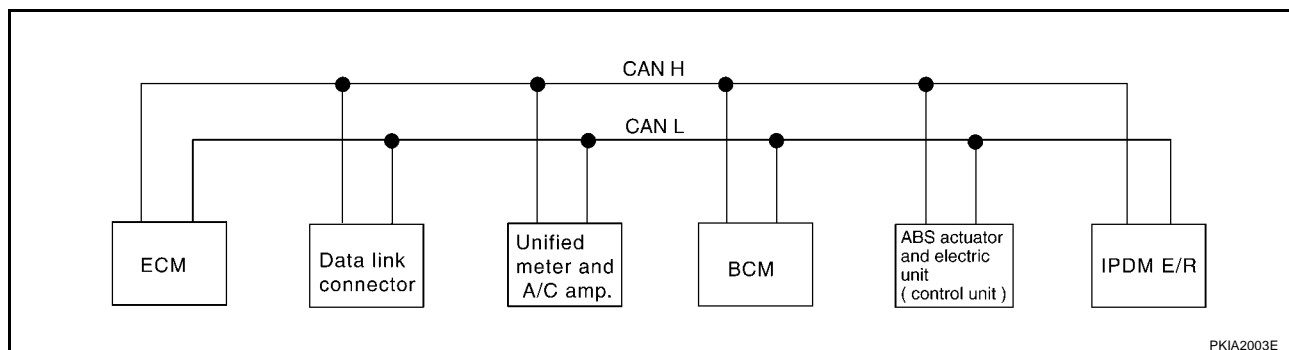 CAN H
CAN L
ECM
Data link
connector
Unified
meter and
A/C amp.
BCM
ABS actuator
and electric
unit
( control unit )
IPDM E/R
PKIA2003E